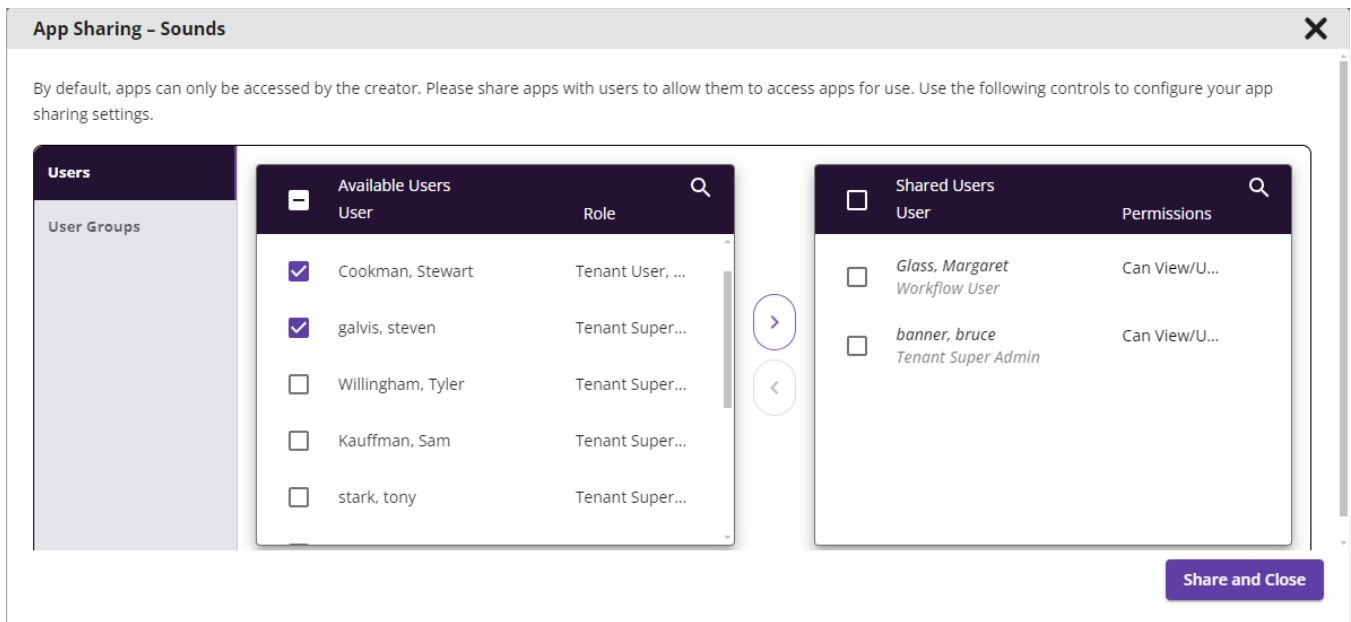 App Sharing – Sounds
By default, apps can only be accessed by the creator. Please share apps with users to allow them to access apps for use. Use the following controls to configure your app
sharing settings.
Users
User Groups
Available Users
User Role
Cookman, Stewart Tenant User, ...
galvis, steven Tenant Super...
Willingham, Tyler Tenant Super...
Kauffman, Sam Tenant Super...
stark, tony Tenant Super...
Shared Users
User Permissions
Glass, Margaret Can View/U...
Workflow User
banner, bruce Can View/U...
Tenant Super Admin
Share and Close